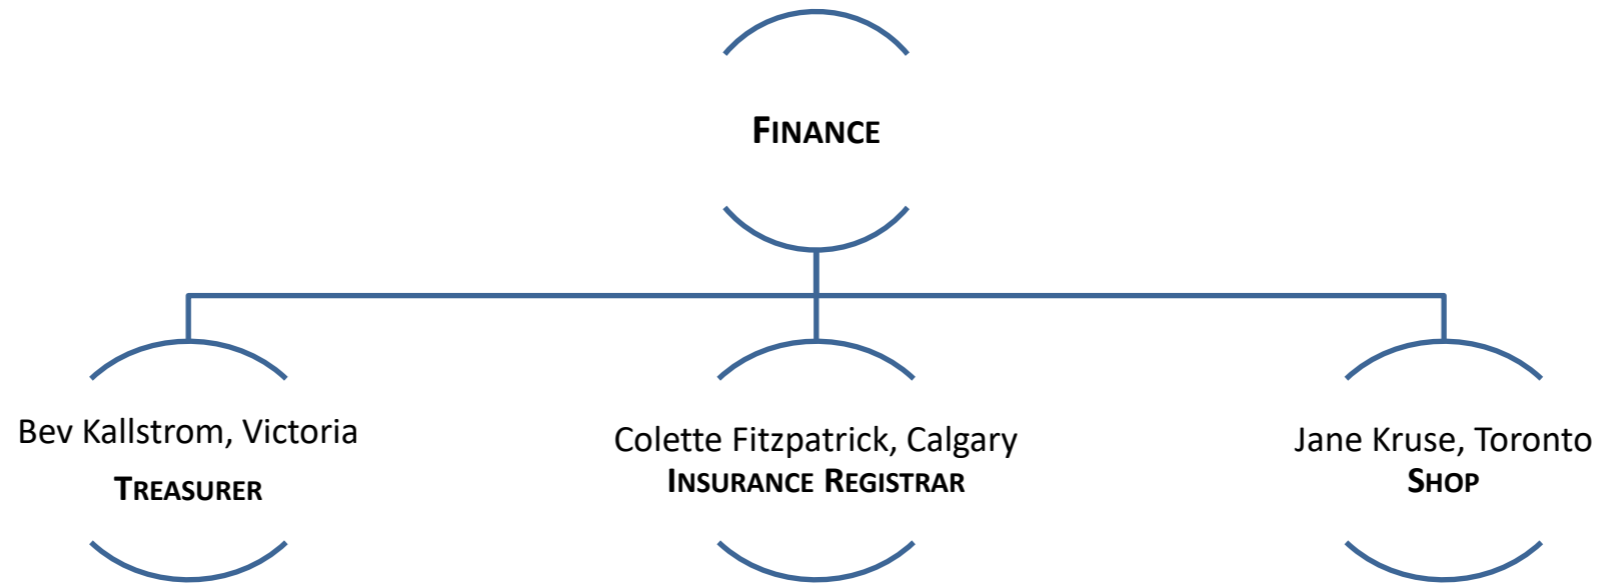 FINANCE
Bev Kallstrom, Victoria
TREASURER
Colette Fitzpatrick, Calgary
INSURANCE REGISTRAR
Jane Kruse, Toronto
SHOP